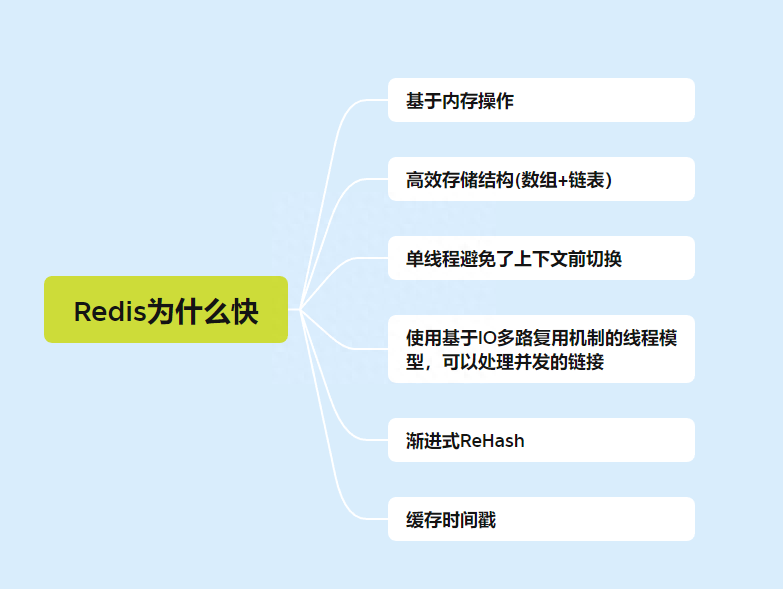 基于内存操作
高效存储结构(数组+链表）
单线程避免了上下文前切换
Redis为什么快
使用基于IO多路复用机制的线程模
型，可以处理并发的链接
渐进式ReHash
缓存时间戳